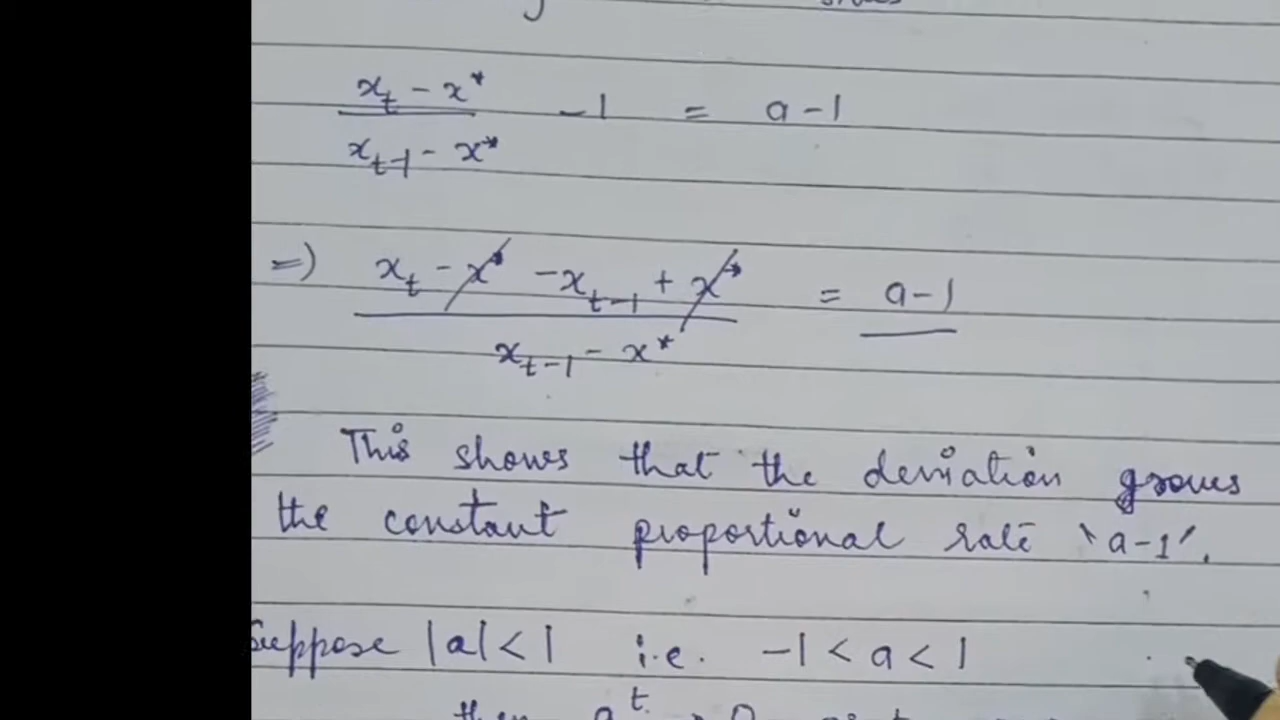 x_t - x* / x_{t-1} - x* - 1 = a - 1
=) x_t - x* - x_{t-1} + x* / x_{t-1} - x* = a - 1
This shows that the deviation grows
the constant proportional rate 'a-1'.
Suppose |a| < 1 i.e. -1 < a < 1
then a^t